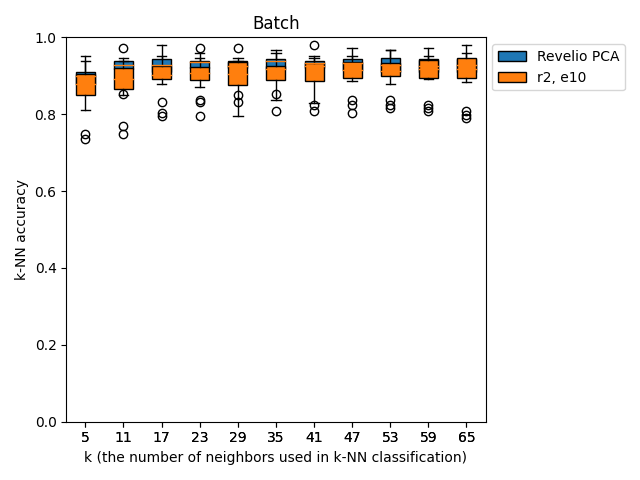 Batch
Revelio PCA
r2, e10
k-NN accuracy
1.0
0.8
0.6
0.4
0.2
0.0
5 11 17 23 29 35 41 47 53 59 65
k (the number of neighbors used in k-NN classification)